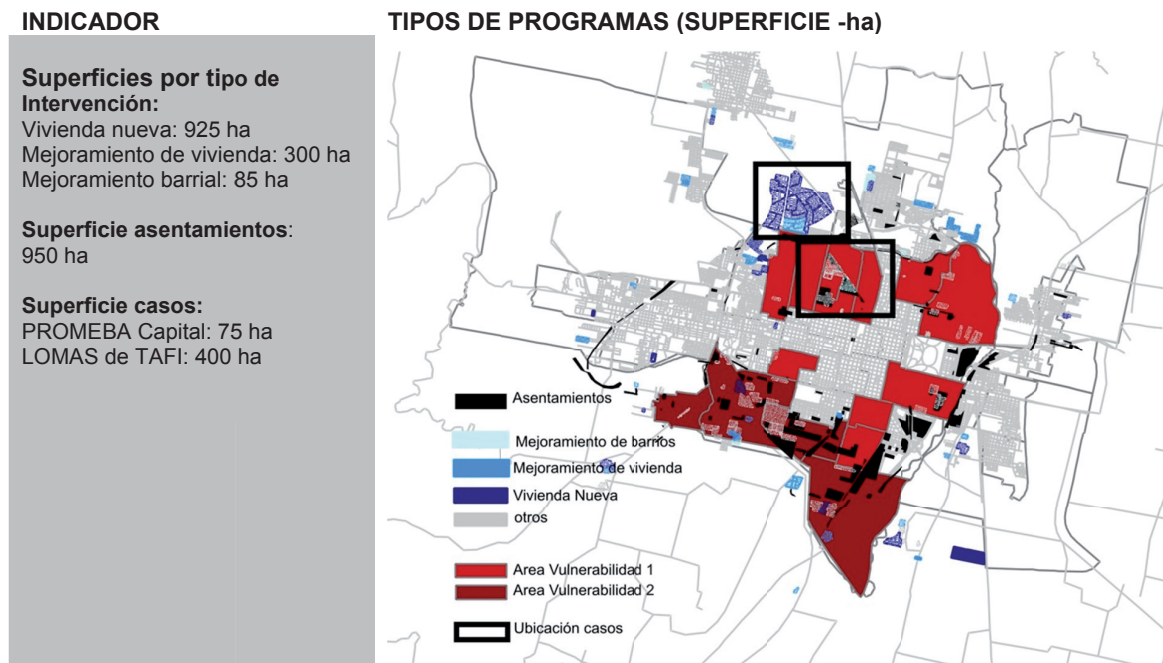 INDICADOR
TIPOS DE PROGRAMAS (SUPERFICIE -ha)
Superficies por tipo de
Intervención:
Vivienda nueva: 925 ha
Mejoramiento de vivienda: 300 ha
Mejoramiento barrial: 85 ha
Superficie asentamientos:
950 ha
Superficie casos:
PROMEBA Capital: 75 ha
LOMAS de TAFI: 400 ha
Asentamientos
Mejoramiento de barrios
Mejoramiento de vivienda
Vivienda Nueva
otros
Area Vulnerabilidad 1
Area Vulnerabilidad 2
Ubicación casos